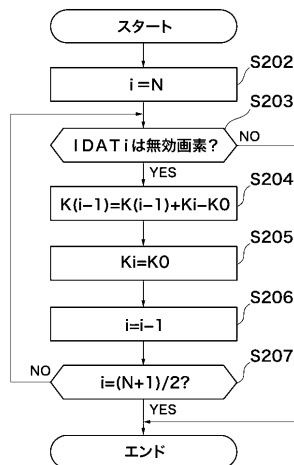 スタート
S202
i=N
S203
IDATiは無効画素?
NO
YES
S204
K(i−1)=K(i−1)+Ki−K0
S205
Ki=K0
S206
i=i−1
S207
NO
i=(N+1)/2?
YES
エンド